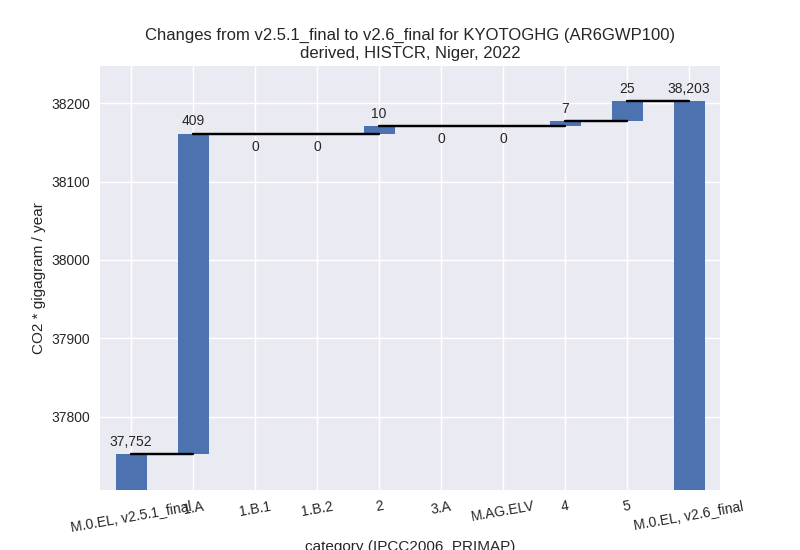 Changes from v2.5.1_final to v2.6_final for KYOTOGHG (AR6GWP100)
derived, HISTCR, Niger, 2022
CO2 * gigagram / year
38200
38100
38000
37900
37800
37,752
409
0
0
10
0
0
7
25
38,203
M.0.EL, v2.5.1_final
1.A
1.B.1
1.B.2
2
3.A
M.AG.ELV
4
5
M.0.EL, v2.6_final
category (IPCC2006_PRIMAP)